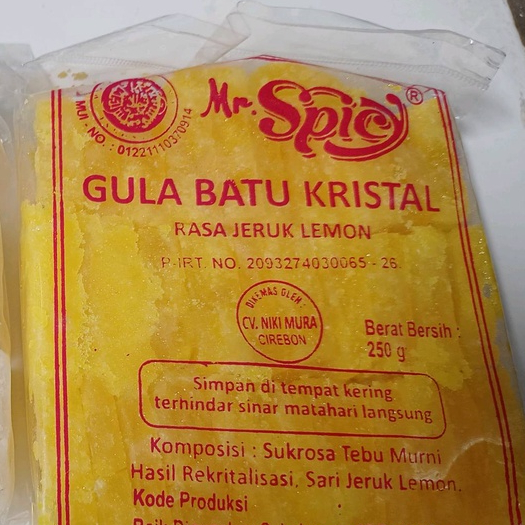 Mr. Spicy ®
MUI - NO. : 01221110370914
GULA BATU KRISTAL
RASA JERUK LEMON
P-IRT. NO. 2093274030065 - 26
DIKEMAS OLEH :
CV. NIKI MURA
CIREBON
Berat Bersih :
250 g
Simpan di tempat kering
terhindar sinar matahari langsung
Komposisi : Sukrosa Tebu Murni
Hasil Rekritalisasi, Sari Jeruk Lemon.
Kode Produksi